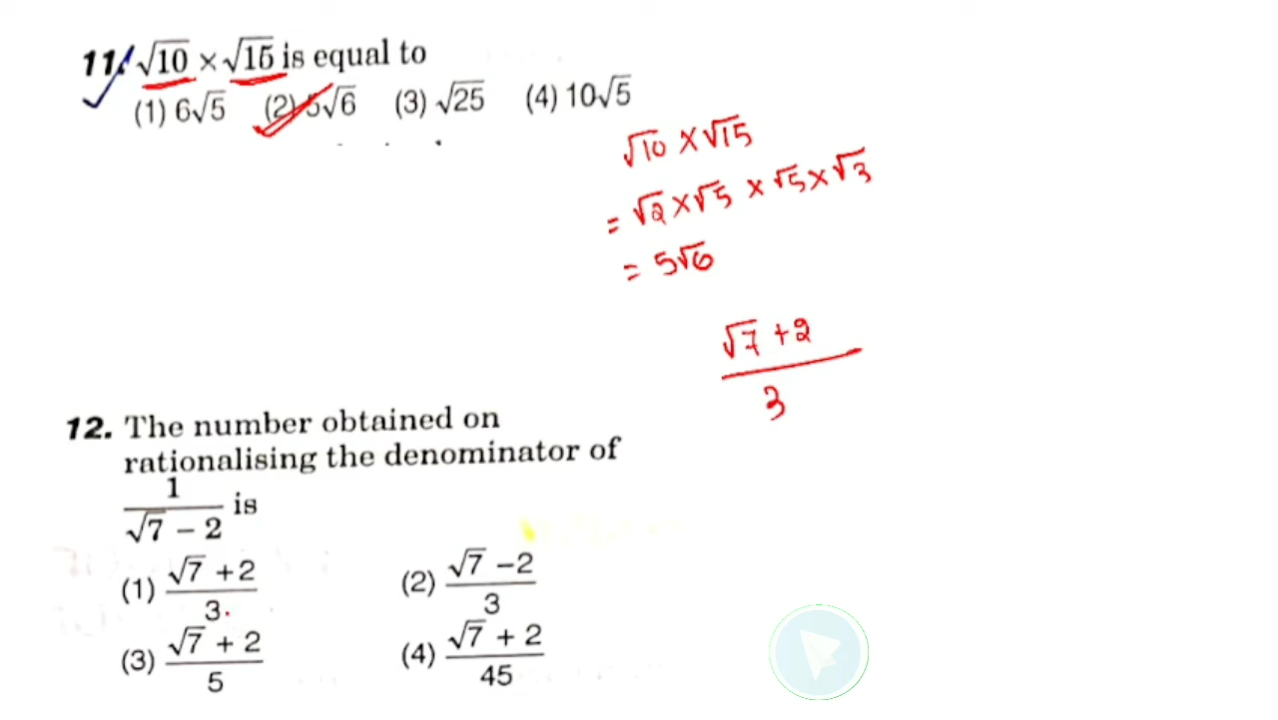 11. √10 × √15 is equal to
(1) 6√5 (2) 5√6 (3) √25 (4) 10√5
√10 × √15
= √2 × √5 × √5 × √3
= 5√6
√7 + 2
3
12. The number obtained on
rationalising the denominator of
1
√7 − 2 is
(1) √7 + 2 / 3 (2) √7 − 2 / 3
(3) √7 + 2 / 5 (4) √7 + 2 / 45